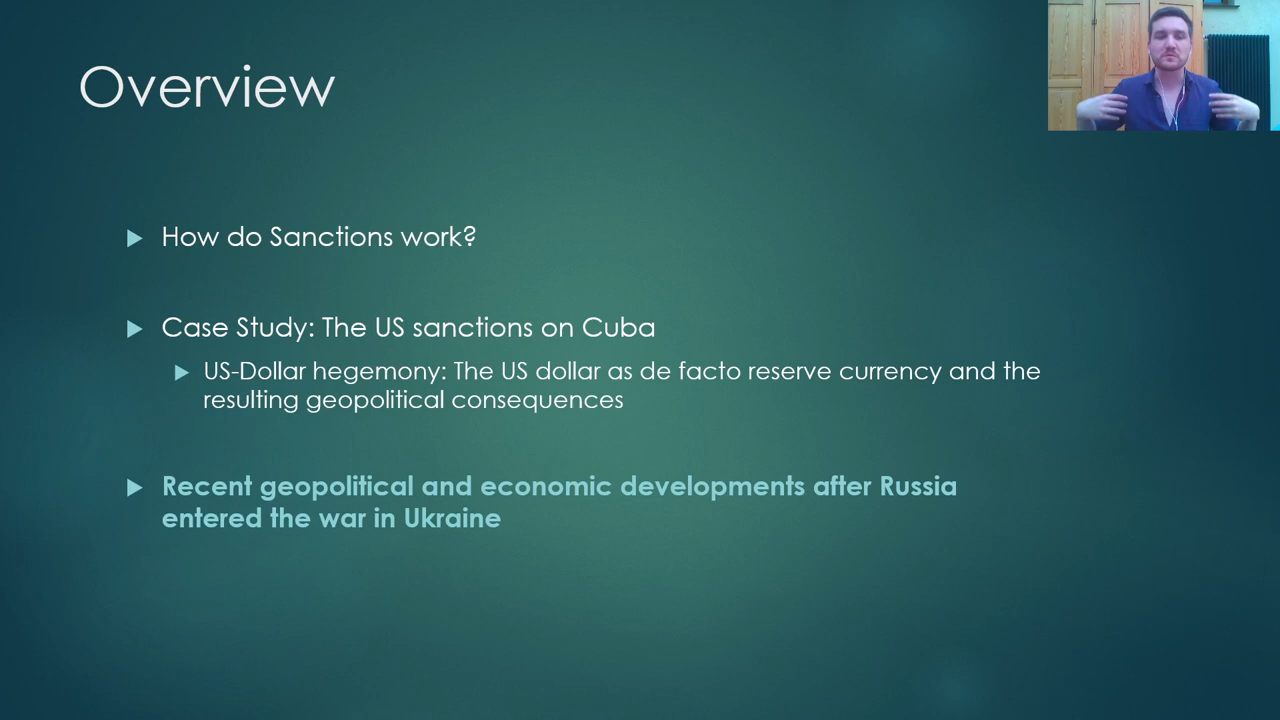 Overview
How do Sanctions work?
Case Study: The US sanctions on Cuba
US-Dollar hegemony: The US dollar as de facto reserve currency and the
resulting geopolitical consequences
Recent geopolitical and economic developments after Russia
entered the war in Ukraine